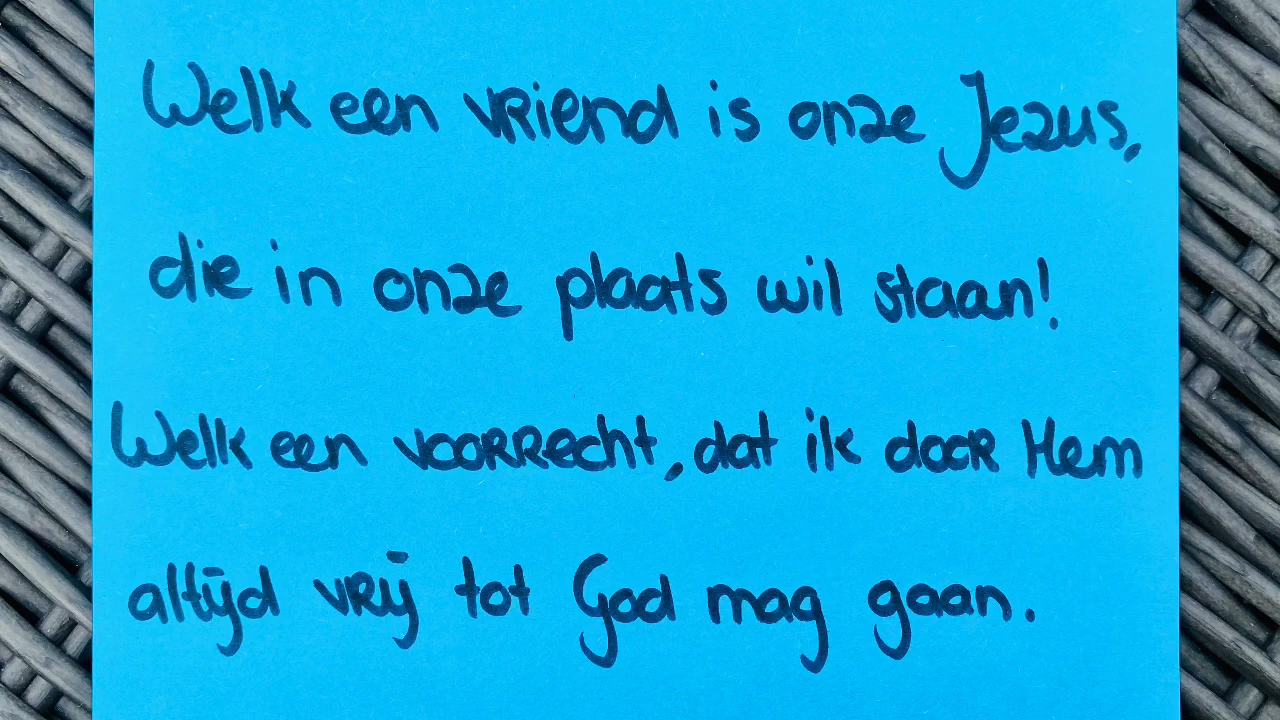 Welk een vriend is onze Jezus,
die in onze plaats wil staan!
Welk een voorrecht, dat ik door Hem
altijd vrij tot God mag gaan.